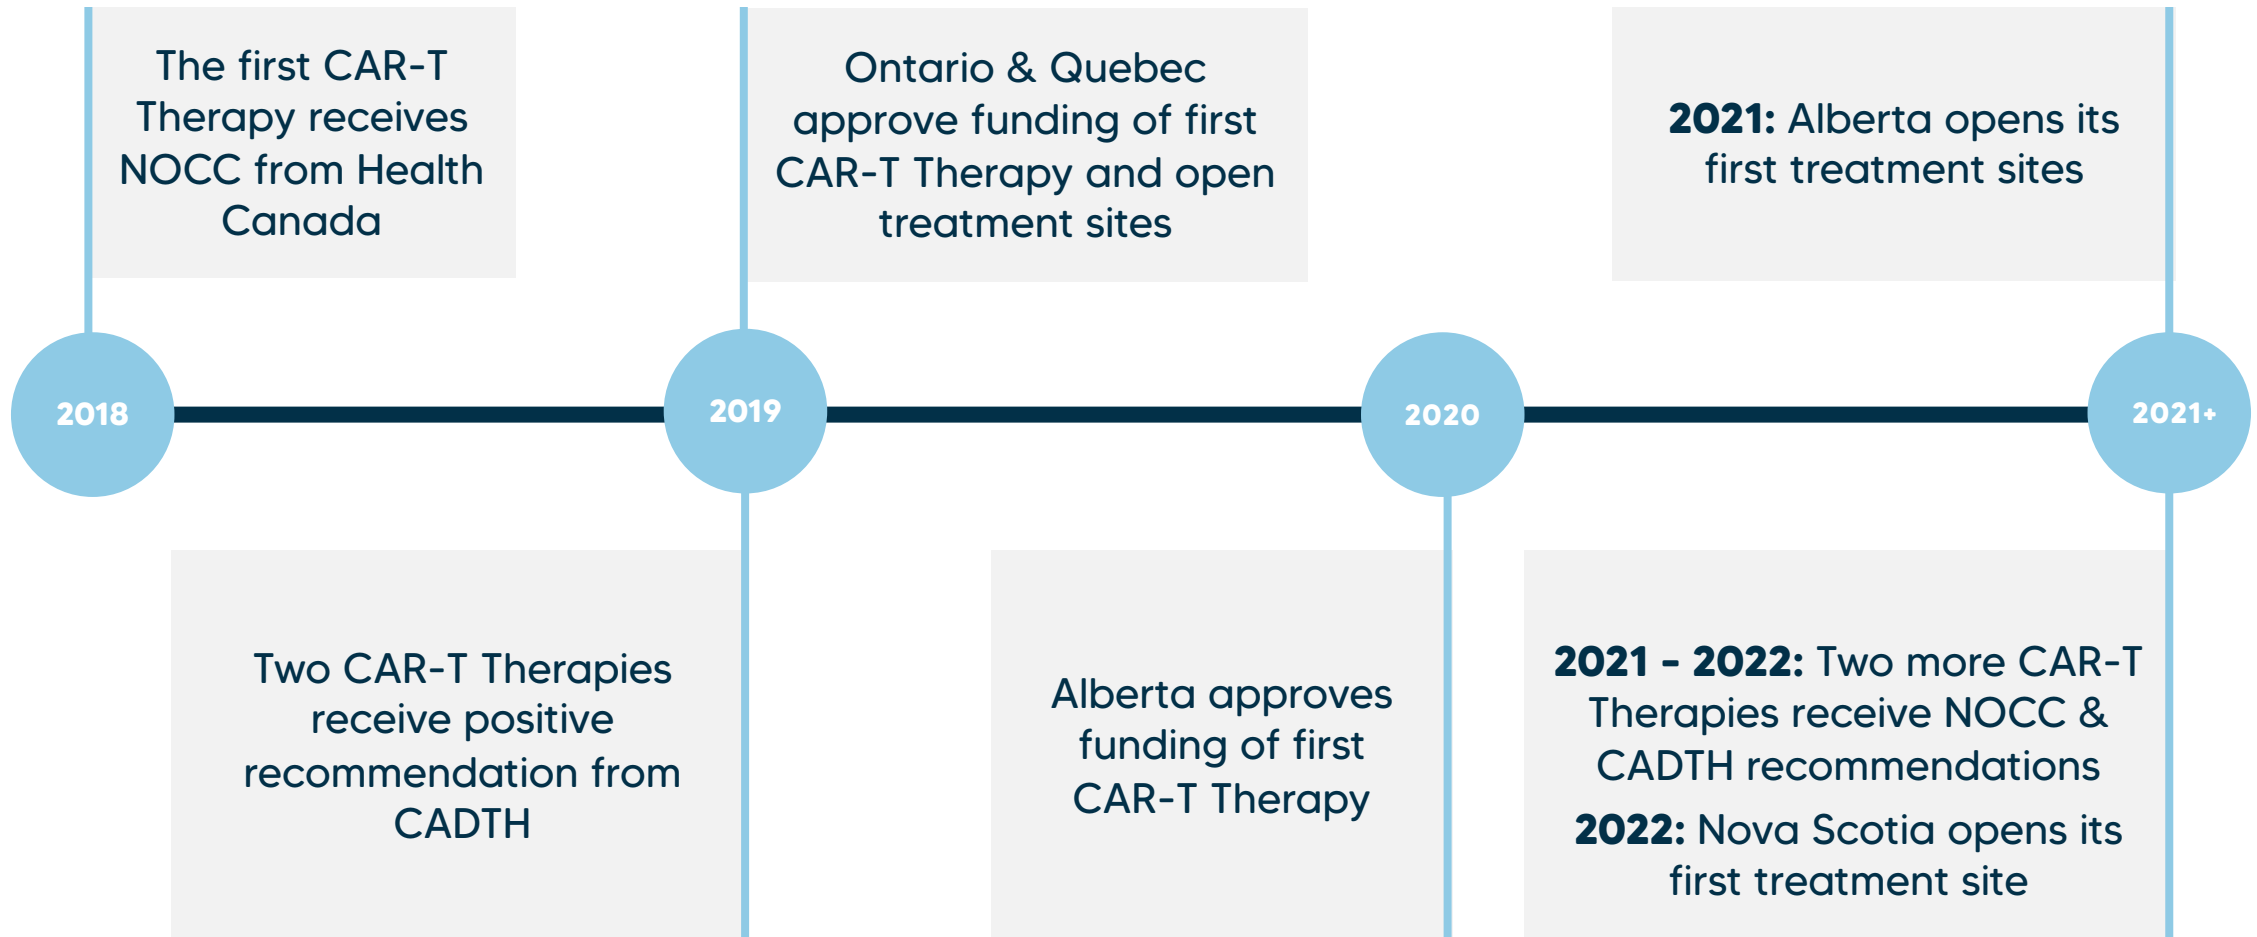 The first CAR-T
Therapy receives
NOCC from Health
Canada
Ontario & Quebec
approve funding of first
CAR-T Therapy and open
treatment sites
2021: Alberta opens its
first treatment sites
2018
2019
2020
2021+
Two CAR-T Therapies
receive positive
recommendation from
CADTH
Alberta approves
funding of first
CAR-T Therapy
2021 - 2022: Two more CAR-T
Therapies receive NOCC &
CADTH recommendations
2022: Nova Scotia opens its
first treatment site